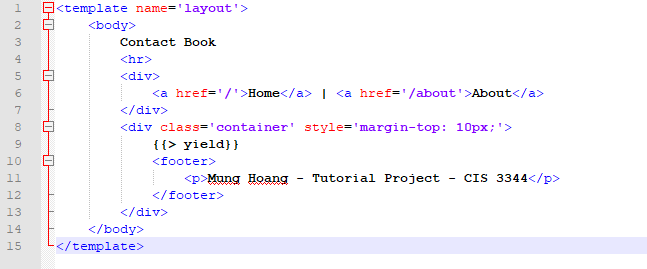 1 <template name='layout'>
2 <body>
3 Contact Book
4 <hr>
5 <div>
6 <a href='/'>Home</a> | <a href='/about'>About</a>
7 </div>
8 <div class='container' style='margin-top: 10px;'>
9 {{> yield}}
10 <footer>
11 <p>Mung Hoang - Tutorial Project - CIS 3344</p>
12 </footer>
13 </div>
14 </body>
15 </template>